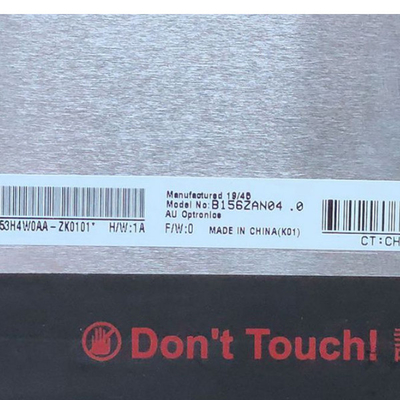 Manufactured 19/46
Model No: B156ZAN04 .0
AU Optronics
53H4W0AA-ZK0101* H/W:1A F/W:0 MADE IN CHINA(K01)
CT:CH
Don't Touch!